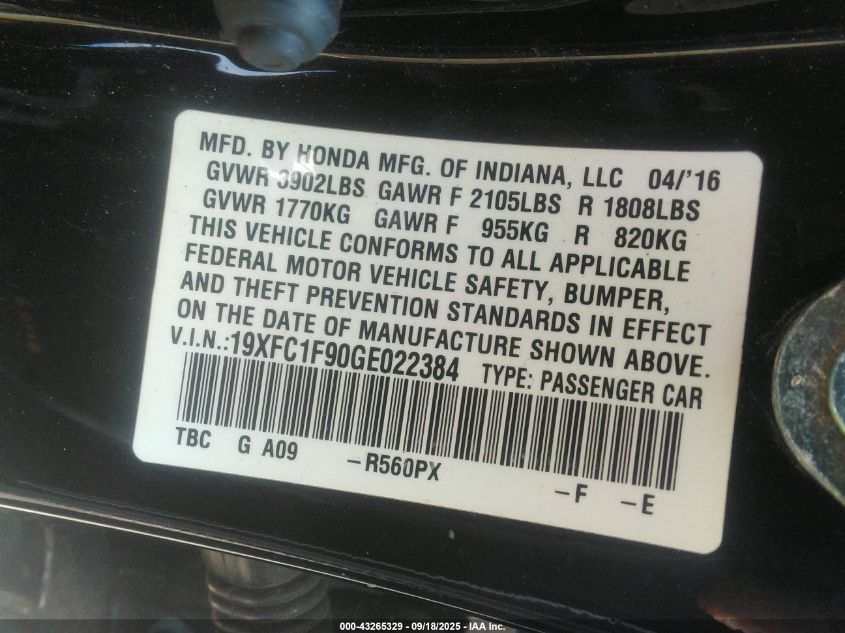 MFD. BY HONDA MFG. OF INDIANA, LLC 04/'16
GVWR 3902LBS GAWR F 2105LBS R 1808LBS
GVWR 1770KG GAWR F 955KG R 820KG
THIS VEHICLE CONFORMS TO ALL APPLICABLE
FEDERAL MOTOR VEHICLE SAFETY, BUMPER,
AND THEFT PREVENTION STANDARDS IN EFFECT
ON THE DATE OF MANUFACTURE SHOWN ABOVE.
V.I.N.:19XFC1F90GE022384 TYPE: PASSENGER CAR
TBC G A09 -R560PX -F -E
000-43265329 - 09/18/2025 - IAA Inc.